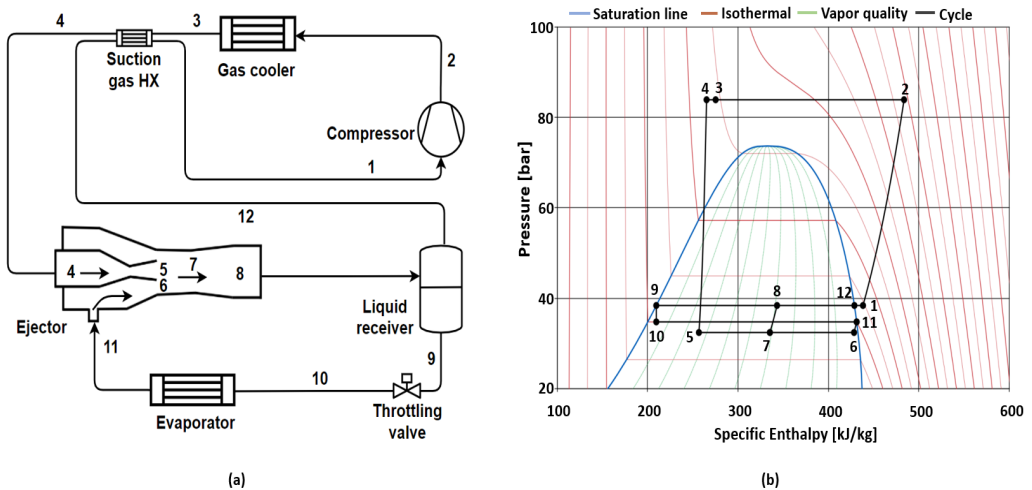 4
3
Suction
gas HX
Gas cooler
2
Compressor
1
12
4
5
6
7
8
Ejector
Liquid
receiver
11
10
9
Evaporator
Throttling
valve
(a)
Saturation line
Isothermal
Vapor quality
Cycle
Pressure [bar]
100
80
60
40
20
4 3
2
9
8
12
1
10
5
7
6
11
100 200 300 400 500 600
Specific Enthalpy [kJ/kg]
(b)